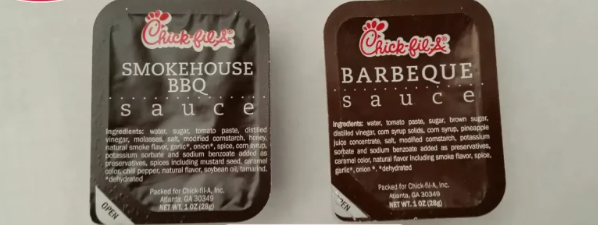 Chick-fil-A
SMOKEHOUSE
BBQ
sauce
Ingredients: water, sugar, tomato paste, distilled
vinegar, molasses, salt, modified cornstarch, honey,
natural smoke flavor, garlic*, onion*, spice, corn syrup,
potassium sorbate and sodium benzoate added as
preservatives, spices including mustard seed, caramel
color, chili pepper, natural flavor, soybean oil, tamarind.
*dehydrated
Packed for Chick-fil-A, Inc.
Atlanta, GA 30349
NET WT. 1 OZ (28g)
OPEN
Chick-fil-A
BARBEQUE
sauce
Ingredients: water, tomato paste, sugar, brown sugar,
distilled vinegar, corn syrup solids, corn syrup, pineapple
juice concentrate, salt, modified cornstarch, potassium
sorbate and sodium benzoate added as preservatives,
caramel color, natural flavor including smoke flavor, spice,
garlic*, onion *. *dehydrated
Packed for Chick-fil-A, Inc.
Atlanta, GA 30349
NET WT. 1 OZ (28g)
OPEN